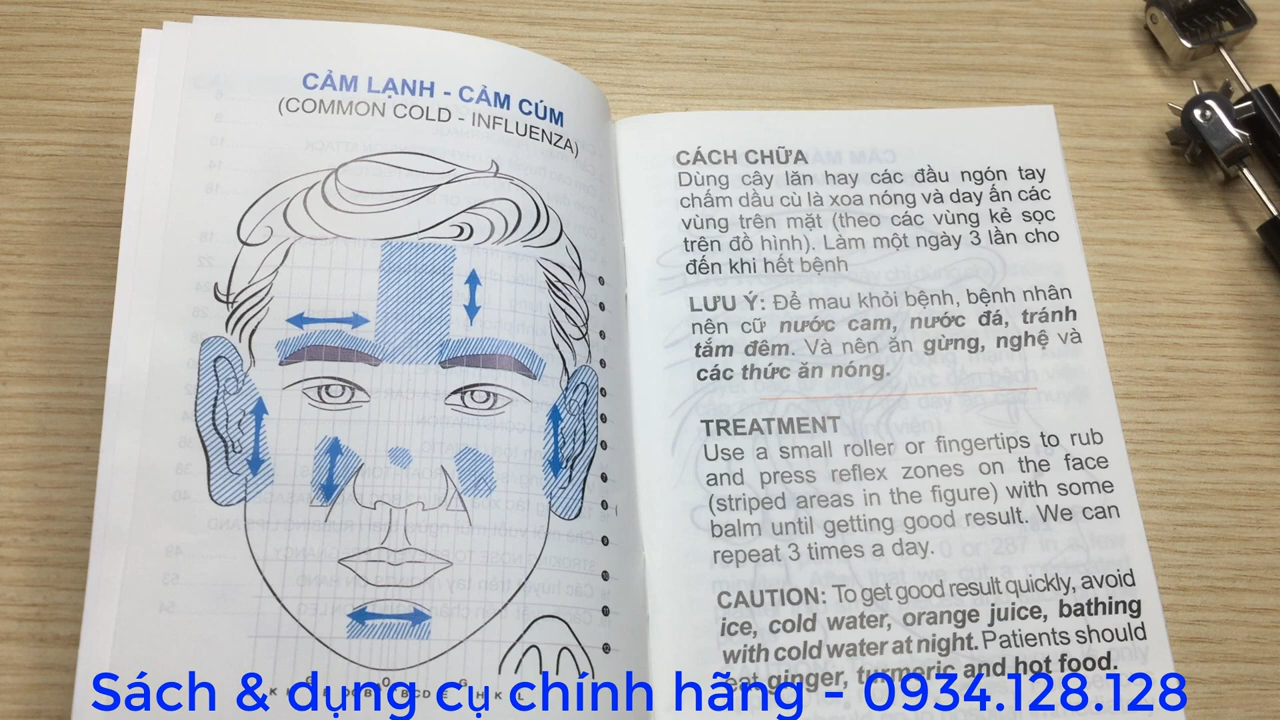 CẢM LẠNH - CẢM CÚM
(COMMON COLD - INFLUENZA)
CÁCH CHỮA
Dùng cây lăn hay các đầu ngón tay
chấm dầu cù là xoa nóng và day ấn các
vùng trên mặt (theo các vùng kẻ sọc
trên đồ hình). Làm một ngày 3 lần cho
đến khi hết bệnh
LƯU Ý: Để mau khỏi bệnh, bệnh nhân
nên cữ nước cam, nước đá, tránh
tắm đêm. Và nên ăn gừng, nghệ và
các thức ăn nóng.
TREATMENT
Use a small roller or fingertips to rub
and press reflex zones on the face
(striped areas in the figure) with some
balm until getting good result. We can
repeat 3 times a day.
CAUTION: To get good result quickly, avoid
ice, cold water, orange juice, bathing
with cold water at night. Patients should
eat ginger, turmeric and hot food.
Sách & dụng cụ chính hãng - 0934.128.128